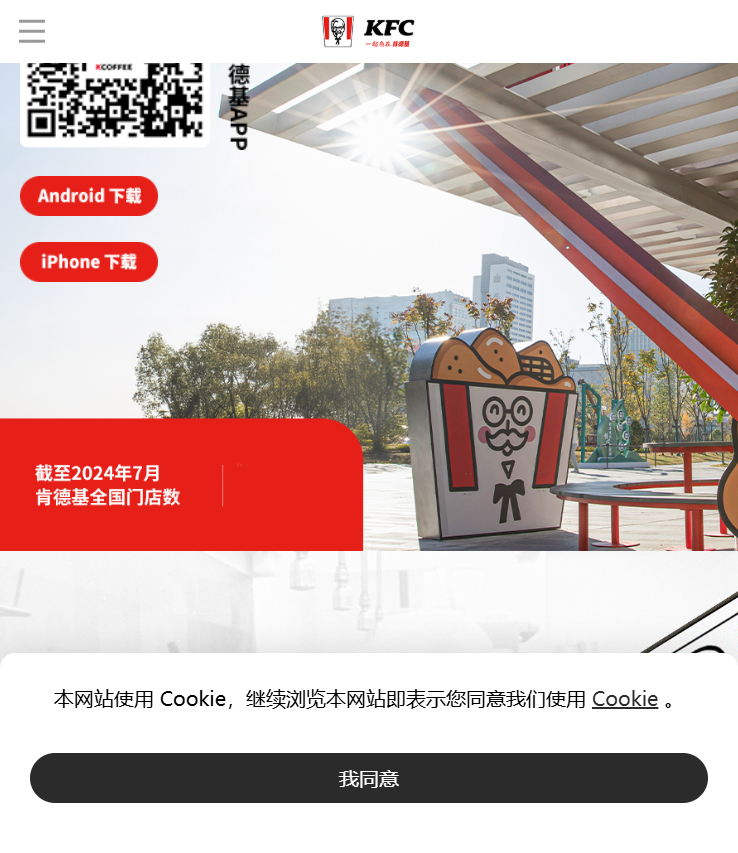 KFC
一起尚在 肯德基
KCOFFEE
德基APP
Android 下载
iPhone 下载
截至2024年7月
肯德基全国门店数
本网站使用 Cookie，继续浏览本网站即表示您同意我们使用 Cookie 。
我同意